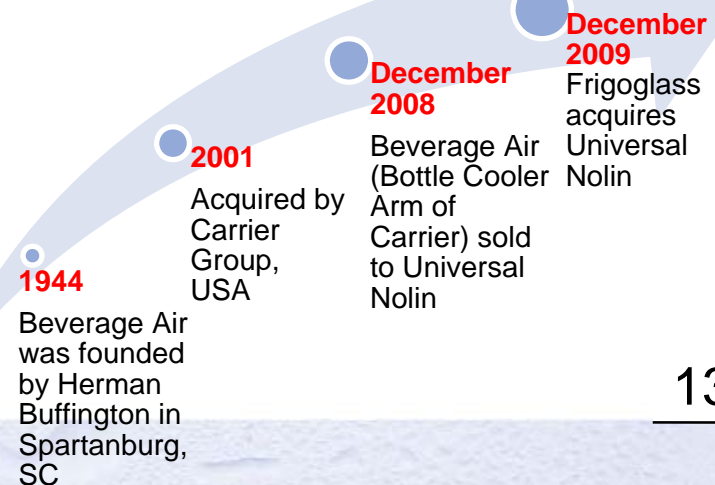 1944
Beverage Air
was founded
by Herman
Buffington in
Spartanburg,
SC
2001
Acquired by
Carrier
Group,
USA
December
2008
Beverage Air
(Bottle Cooler
Arm of
Carrier) sold
to Universal
Nolin
December
2009
Frigoglass
acquires
Universal
Nolin
13